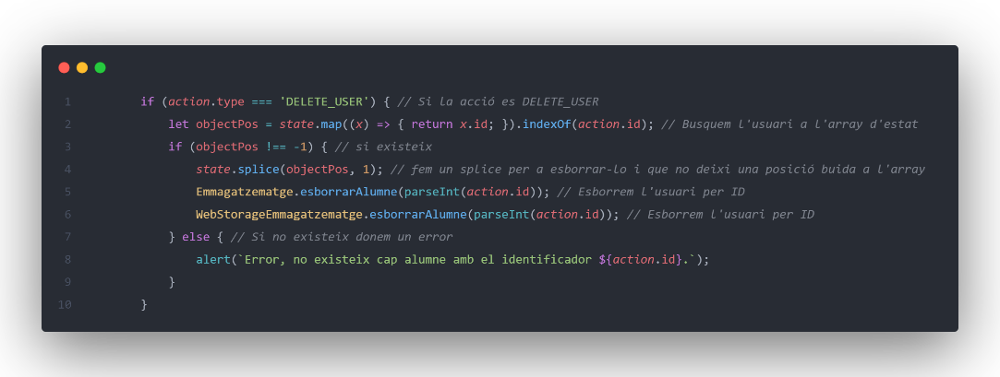 1 if (action.type === 'DELETE_USER') { // Si la acció es DELETE_USER
2 let objectPos = state.map((x) => { return x.id; }).indexOf(action.id); // Busquem l'usuari a l'array d'estat
3 if (objectPos !== -1) { // si existeix
4 state.splice(objectPos, 1); // fem un splice per a esborrar-lo i que no deixi una posició buida a l'array
5 Emmagatzematge.esborrarAlumne(parseInt(action.id)); // Esborrem l'usuari per ID
6 WebStorageEmmagatzematge.esborrarAlumne(parseInt(action.id)); // Esborrem l'usuari per ID
7 } else { // Si no existeix donem un error
8 alert(`Error, no existeix cap alumne amb el identificador ${action.id}.`);
9 }
10 }